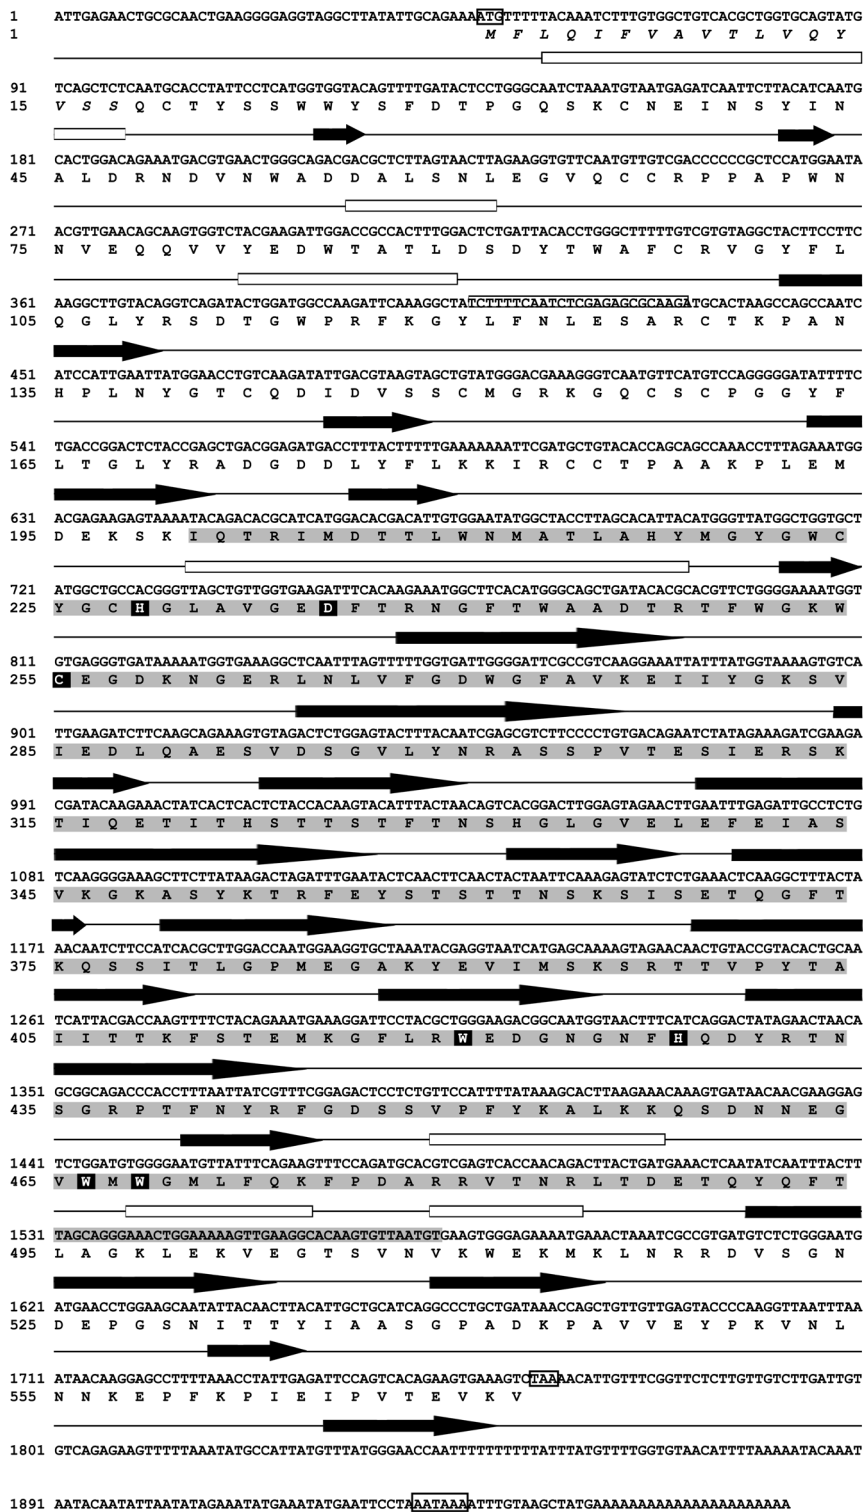 1 ATTGAGAACTGCGCAACTGAAGGGGAGGTAGGCTTATATTGCAGAAAATGTTTTTACAAATCTTTGTGGCTGTCACGCTGGTGCAGTATG
1 M F L Q I F V A V T L V Q Y
91 TCAGCTCTCAATGCACCTATTCCTCATGGTGGTACAGTTTTGATACTCCTGGGCAATCTAAATGTAATGAGATCAATTCTTACATCAATG
15 V S S Q C T Y S S W W Y S F D T P G Q S K C N E I N S Y I N
181 CACTGGACAGAAATGACGTGAACTGGGCAGACGACGCTCTTAGTAACTTAGAAGGTGTTCAATGTTGTCGACCCCCCGCTCCATGGAATA
45 A L D R N D V N W A D D A L S N L E G V Q C C R P P A P W N
271 ACGTTGAACAGCAAGTGGTCTACGAAGATTGGACCGCCACTTTGGACTCTGATTACACCTGGGCTTTTTGTCGTGTAGGCTACTTCCTTC
75 N V E Q Q V V Y E D W T A T L D S D Y T W A F C R V G Y F L
361 AAGGCTTGTACAGGTCAGATACTGGATGGCCAAGATTCAAAGGCTATCTTTTCAATCTCGAGAGCGCAAGATGCACTAAGCCAGCCAATC
105 Q G L Y R S D T G W P R F K G Y L F N L E S A R C T K P A N
451 ATCCATTGAATTATGGAACCTGTCAAGATATTGACGTAAGTAGCTGTATGGGACGAAAGGGTCAATGTTCATGTCCAGGGGGATATTTTC
135 H P L N Y G T C Q D I D V S S C M G R K G Q C S C P G G Y F
541 TGACCGGACTCTACCGAGCTGACGGAGATGACCTTTACTTTTTGAAAAAAATTCGATGCTGTACACCAGCAGCCAAACCTTTAGAAATGG
165 L T G L Y R A D G D D L Y F L K K I R C C T P A A K P L E M
631 ACGAGAAGAGTAAAATACAGACACGCATCATGGACACGACATTGTGGAATATGGCTACCTTAGCACATTACATGGGTTATGGCTGGTGCT
195 D E K S K I Q T R I M D T T L W N M A T L A H Y M G Y G W C
721 ATGGCTGCCACGGGTTAGCTGTTGGTGAAGATTTCACAAGAAATGGCTTCACATGGGCAGCTGATACACGCACGTTCTGGGGAAAATGGT
225 Y G C H G L A V G E D F T R N G F T W A A D T R T F W G K W
811 GTGAGGGTGATAAAAATGGTGAAAGGCTCAATTTAGTTTTTGGTGATTGGGGATTCGCCGTCAAGGAAATTATTTATGGTAAAAGTGTCA
255 C E G D K N G E R L N L V F G D W G F A V K E I I Y G K S V
901 TTGAAGATCTTCAAGCAGAAAGTGTAGACTCTGGAGTACTTTACAATCGAGCGTCTTCCCCTGTGACAGAATCTATAGAAAGATCGAAGA
285 I E D L Q A E S V D S G V L Y N R A S S P V T E S I E R S K
991 CGATACAAGAAACTATCACTCACTCTACCACAAGTACATTTACTAACAGTCACGGACTTGGAGTAGAACTTGAATTTGAGATTGCCTCTG
315 T I Q E T I T H S T T S T F T N S H G L G V E L E F E I A S
1081 TCAAGGGGAAAGCTTCTTATAAGACTAGATTTGAATACTCAACTTCAACTACTAATTCAAAGAGTATCTCTGAAACTCAAGGCTTTACTA
345 V K G K A S Y K T R F E Y S T S T T N S K S I S E T Q G F T
1171 AACAATCTTCCATCACGCTTGGACCAATGGAAGGTGCTAAATACGAGGTAATCATGAGCAAAAGTAGAACAACTGTACCGTACACTGCAA
375 K Q S S I T L G P M E G A K Y E V I M S K S R T T V P Y T A
1261 TCATTACGACCAAGTTTTCTACAGAAATGAAAGGATTCCTACGCTGGGAAGACGGCAATGGTAACTTTCATCAGGACTATAGAACTAACA
405 I I T T K F S T E M K G F L R W E D G N G N F H Q D Y R T N
1351 GCGGCAGACCCACCTTTAATTATCGTTTCGGAGACTCCTCTGTTCCATTTTATAAAGCACTTAAGAAACAAAGTGATAACAACGAAGGAG
435 S G R P T F N Y R F G D S S V P F Y K A L K K Q S D N N E G
1441 TCTGGATGTGGGGAATGTTATTTCAGAAGTTTCCAGATGCACGTCGAGTCACCAACAGACTTACTGATGAAACTCAATATCAATTTACTT
465 V W M W G M L F Q K F P D A R R V T N R L T D E T Q Y Q F T
1531 TAGCAGGGAAACTGGAAAAAGTTGAAGGCACAAGTGTTAATGTGAAGTGGGAGAAAATGAAACTAAATCGCCGTGATGTCTCTGGGAATG
495 L A G K L E K V E G T S V N V K W E K M K L N R R D V S G N
1621 ATGAACCTGGAAGCAATATTACAACTTACATTGCTGCATCAGGCCCTGCTGATAAACCAGCTGTTGTTGAGTACCCCAAGGTTAATTTAA
525 D E P G S N I T T Y I A A S G P A D K P A V V E Y P K V N L
1711 ATAACAAGGAGCCTTTTAAACCTATTGAGATTCCAGTCACAGAAGTGAAAGTCTAAAACATTGTTTCGGTTCTCTTGTTGTCTTGATTGT
555 N N K E P F K P I E I P V T E V K V
1801 GTCAGAGAAGTTTTTAAATATGCCATTATGTTTATGGGAACCAATTTTTTTTTTATTTATGTTTTGGTGTAACATTTTAAAAATACAAAT
1891 AATACAATATTAATATAGAAATATGAAATATGAATTCCTAAATAAAATTTGTAAGCTATGAAAAAAAAAAAAAAAAAAAAA